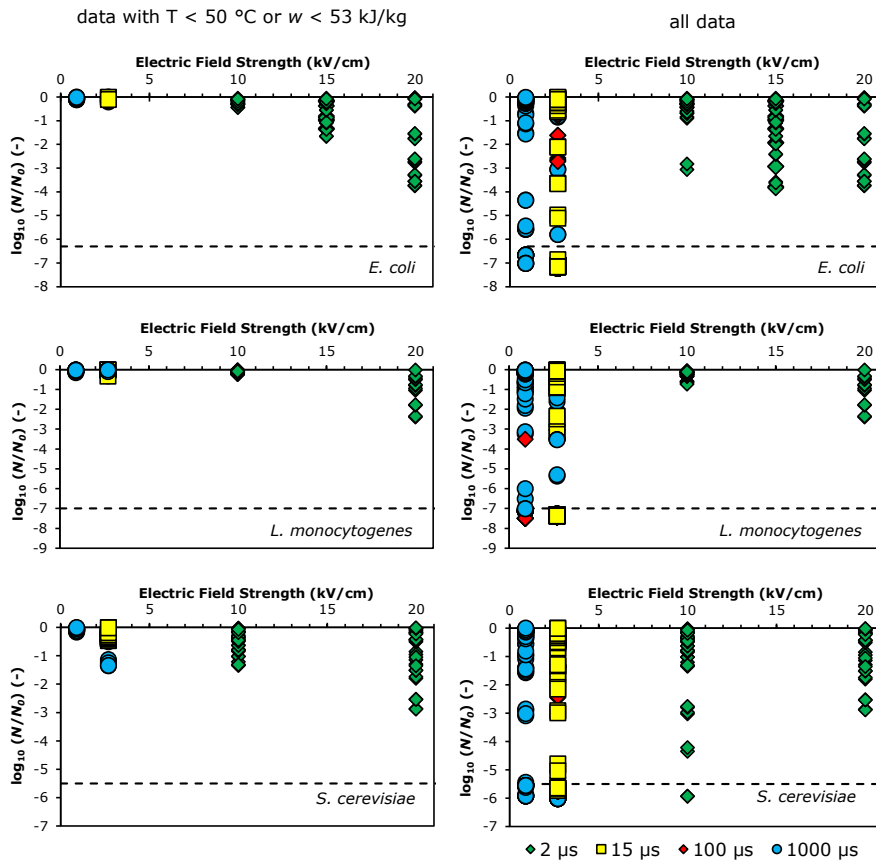 data with T < 50 °C or w < 53 kJ/kg
all data
Electric Field Strength (kV/cm)
0 5 10 15 20
0
-1
-2
-3
-4
-5
-6
-7
-8
log10 (N/N0) (-)
E. coli
Electric Field Strength (kV/cm)
0 5 10 15 20
0
-1
-2
-3
-4
-5
-6
-7
-8
log10 (N/N0) (-)
E. coli
Electric Field Strength (kV/cm)
0 5 10 15 20
0
-1
-2
-3
-4
-5
-6
-7
-8
-9
log10 (N/N0) (-)
L. monocytogenes
Electric Field Strength (kV/cm)
0 5 10 15 20
0
-1
-2
-3
-4
-5
-6
-7
-8
-9
log10 (N/N0) (-)
L. monocytogenes
Electric Field Strength (kV/cm)
0 5 10 15 20
0
-1
-2
-3
-4
-5
-6
-7
log10 (N/N0) (-)
S. cerevisiae
Electric Field Strength (kV/cm)
0 5 10 15 20
0
-1
-2
-3
-4
-5
-6
-7
log10 (N/N0) (-)
S. cerevisiae
2 µs 15 µs 100 µs 1000 µs